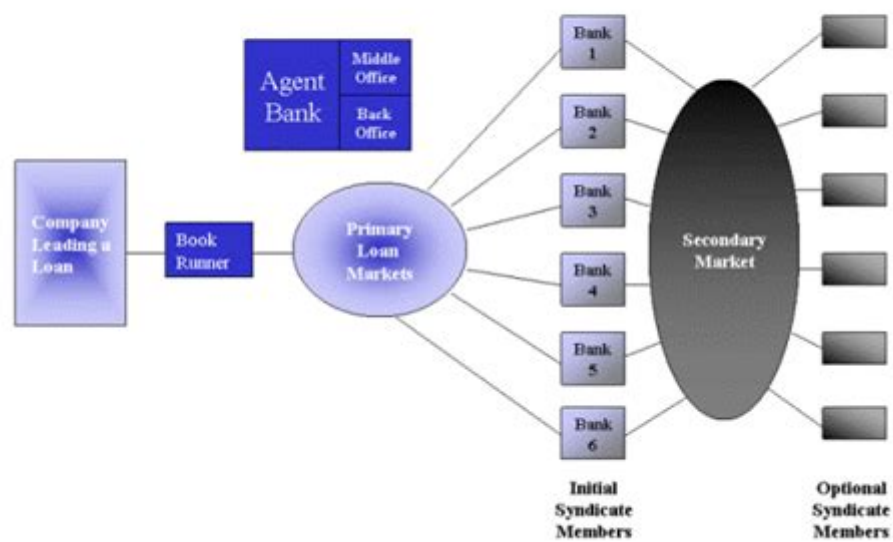 Agent
Bank
Middle
Office
Back
Office
Company
Leading a
Loan
Book
Runner
Primary
Loan
Markets
Bank
1
Bank
2
Bank
3
Bank
4
Bank
5
Bank
6
Secondary
Market
Initial
Syndicate
Members
Optional
Syndicate
Members